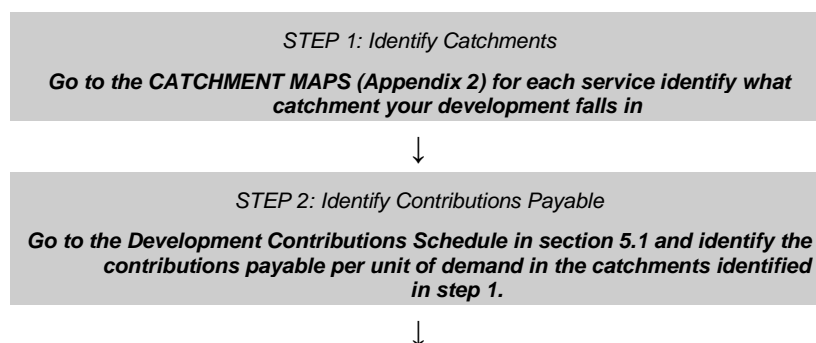 STEP 1: Identify Catchments
Go to the CATCHMENT MAPS (Appendix 2) for each service identify what
catchment your development falls in
↓
STEP 2: Identify Contributions Payable
Go to the Development Contributions Schedule in section 5.1 and identify the
contributions payable per unit of demand in the catchments identified
in step 1.
↓